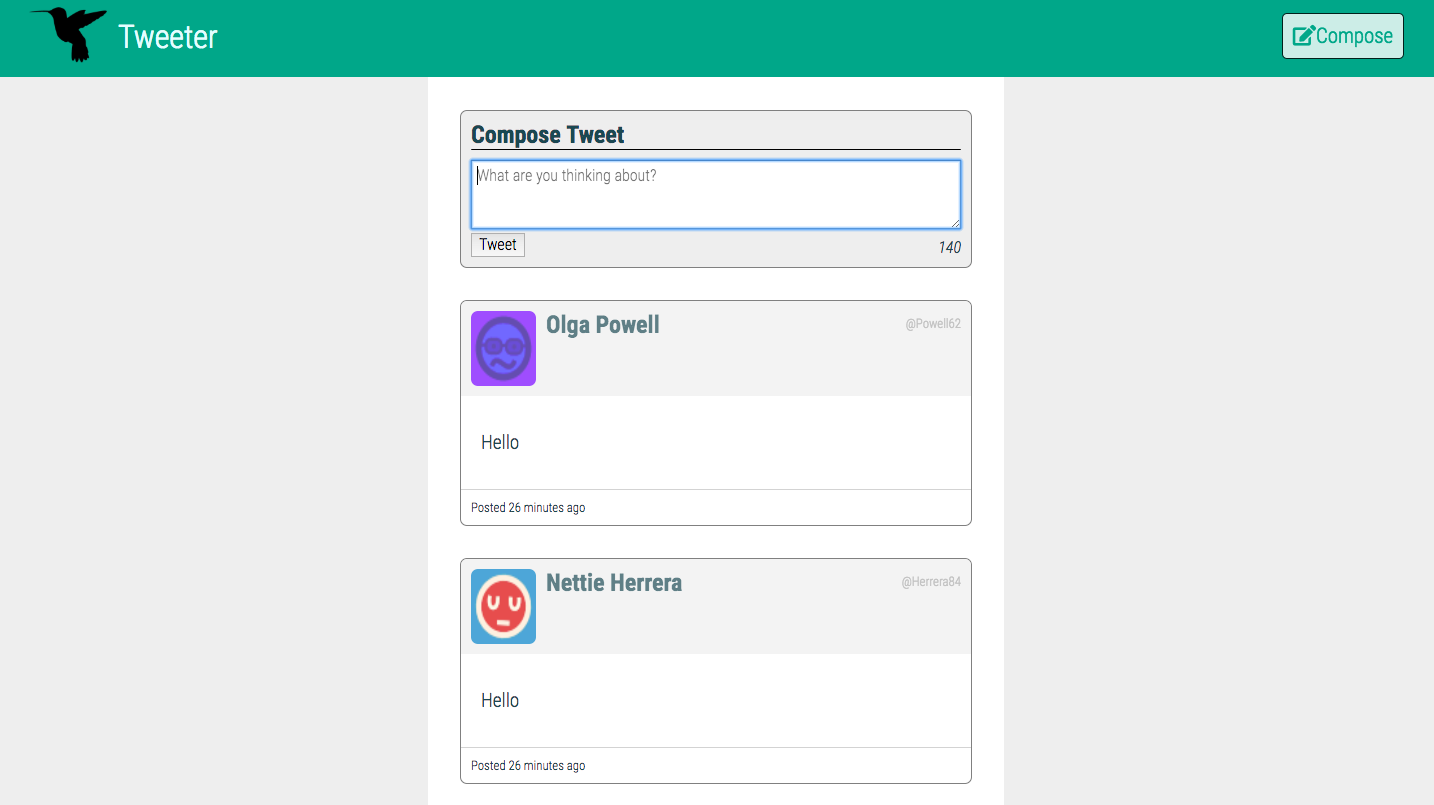 Tweeter
Compose
Compose Tweet
What are you thinking about?
Tweet
140
Olga Powell
@Powell62
Hello
Posted 26 minutes ago
Nettie Herrera
@Herrera84
Hello
Posted 26 minutes ago